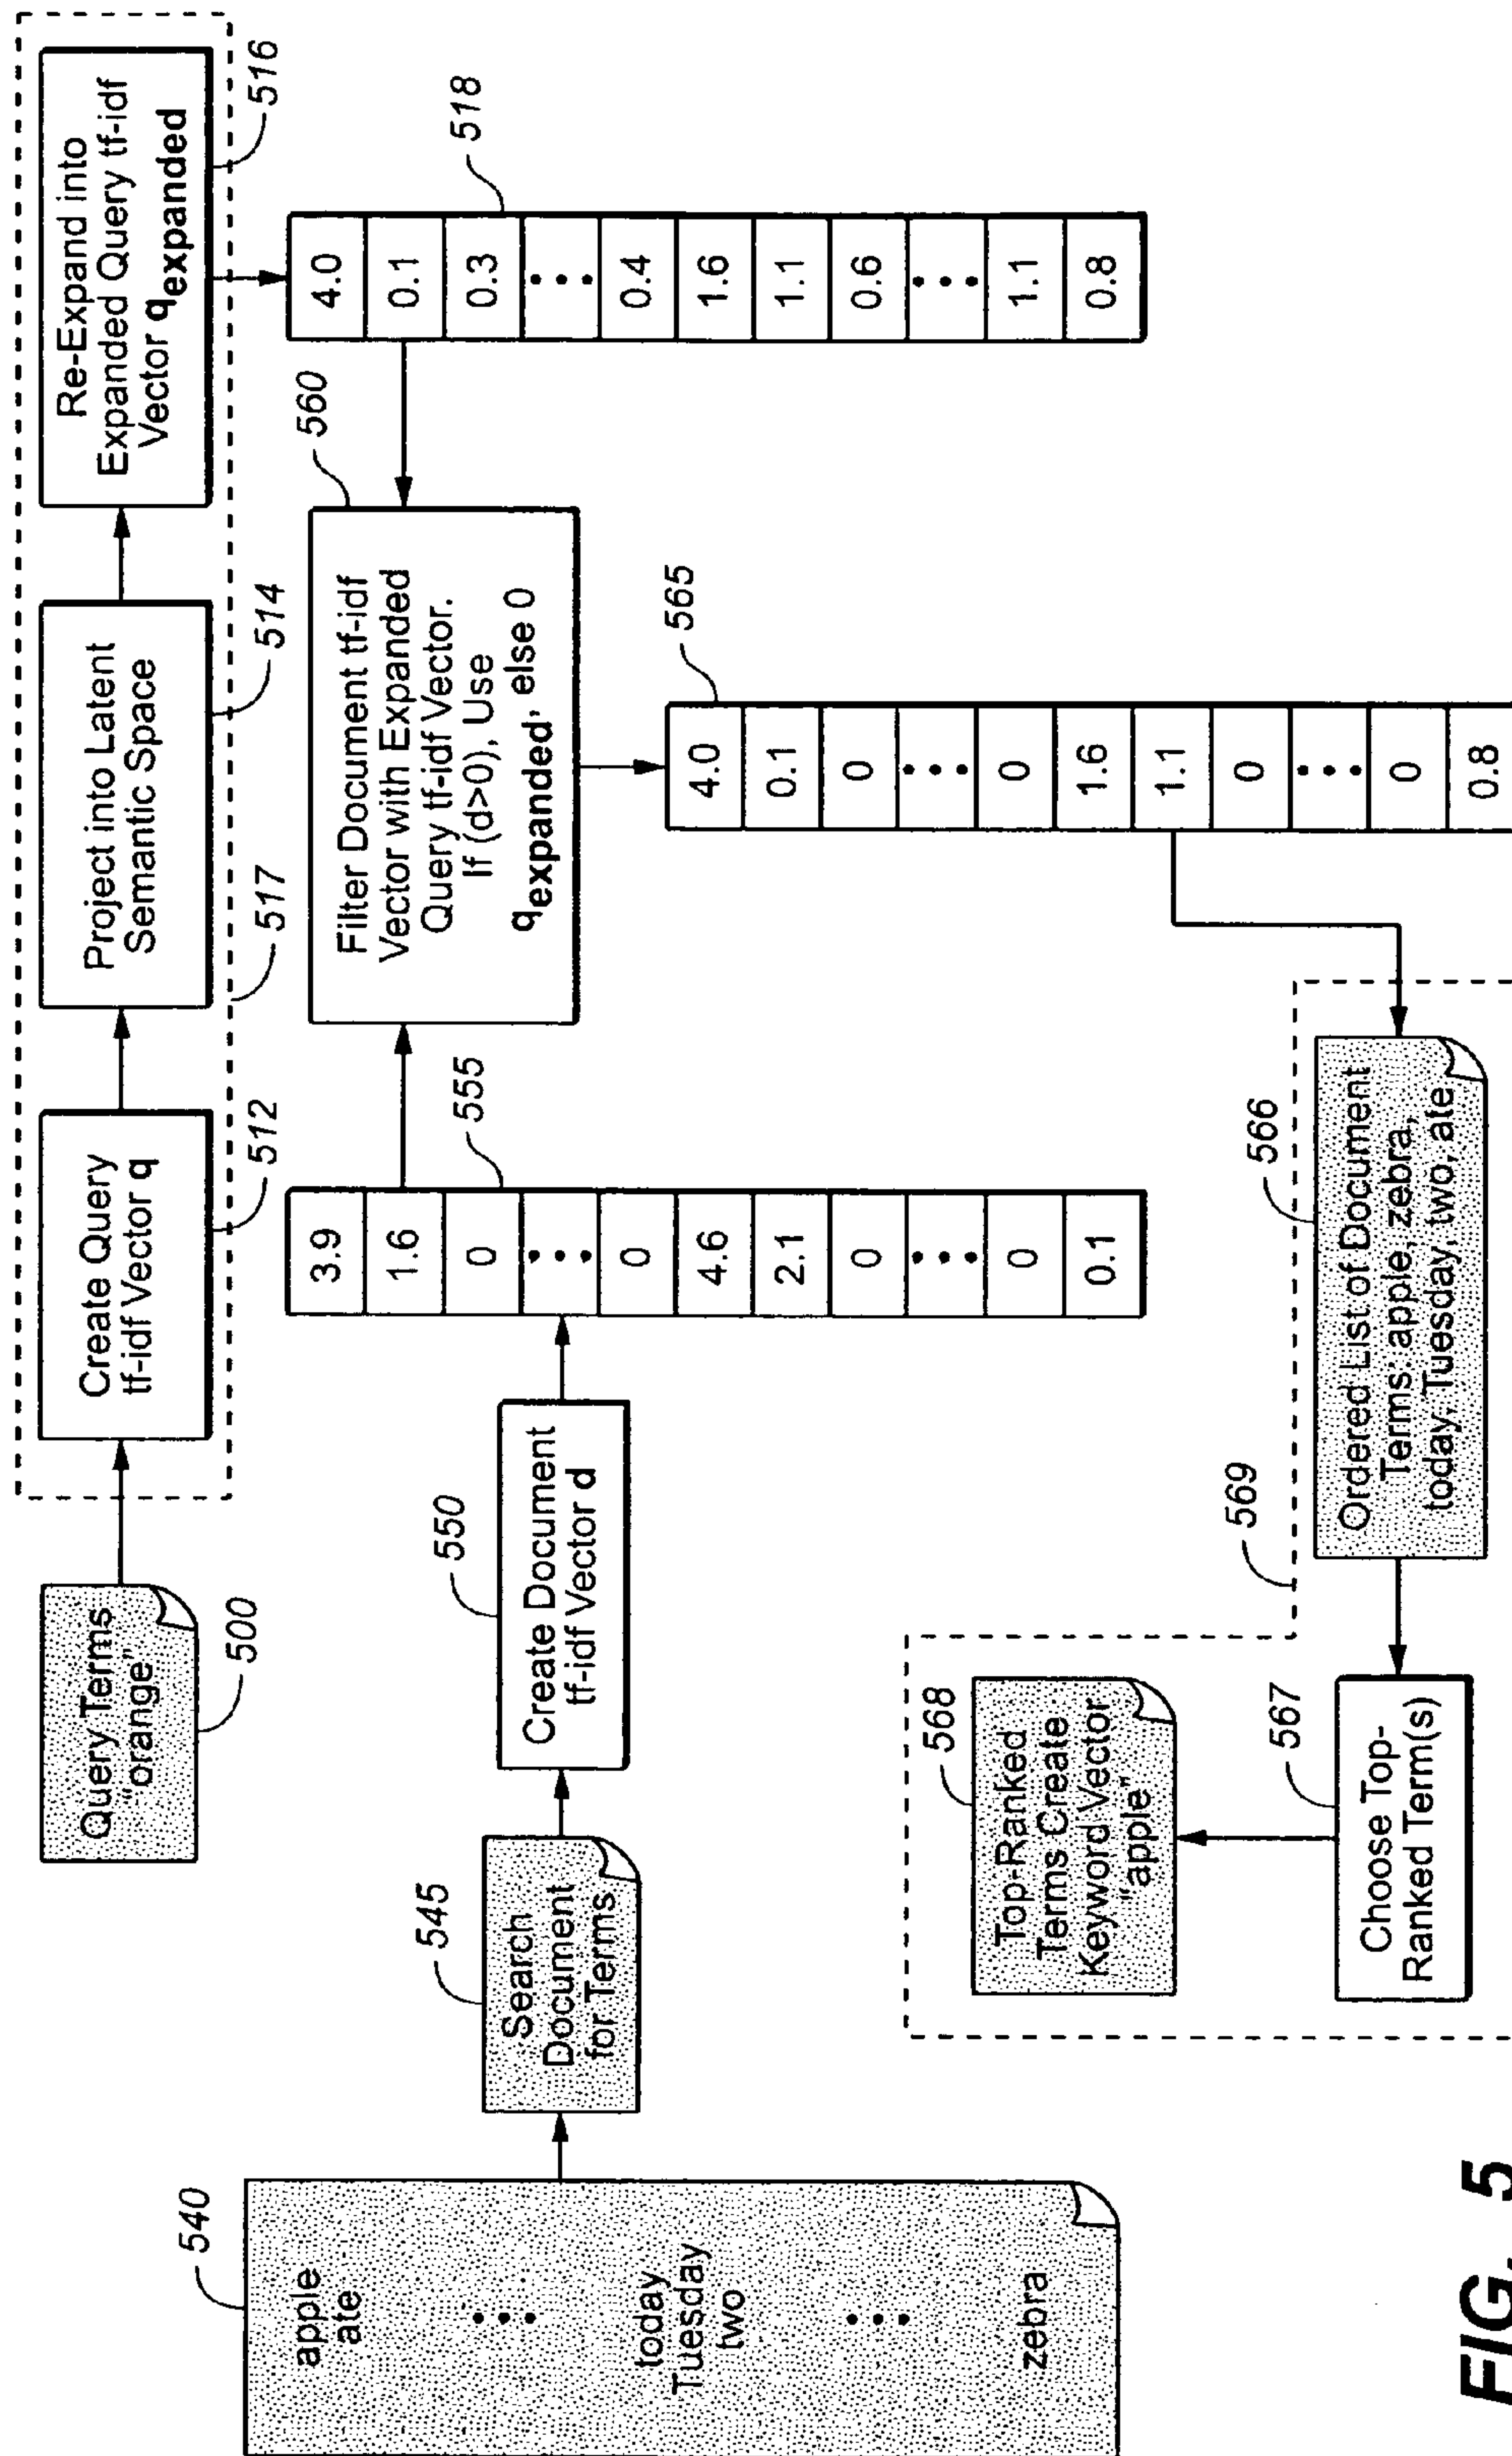 Query Terms
"orange"
500
Create Query
tf-idf Vector q
512
Project into Latent
Semantic Space
514
Re-Expand into
Expanded Query tf-idf
Vector qexpanded
516
517
540
apple
ate
today
Tuesday
two
zebra
545
Search
Document
for Terms
550
Create Document
tf-idf Vector d
555
3.9
1.6
0
0
4.6
2.1
0
0
0.1
560
Filter Document tf-idf
Vector with Expanded
Query tf-idf Vector.
If (d>0), Use
qexpanded, else 0
518
4.0
0.1
0.3
0.4
1.6
1.1
0.6
1.1
0.8
565
4.0
0.1
0
0
1.6
1.1
0
0
0.8
566
Ordered List of Document
Terms: apple, zebra,
today, Tuesday, two, ate
569
567
Choose Top-
Ranked Term(s)
568
Top-Ranked
Terms Create
Keyword Vector
"apple"
FIG. 5